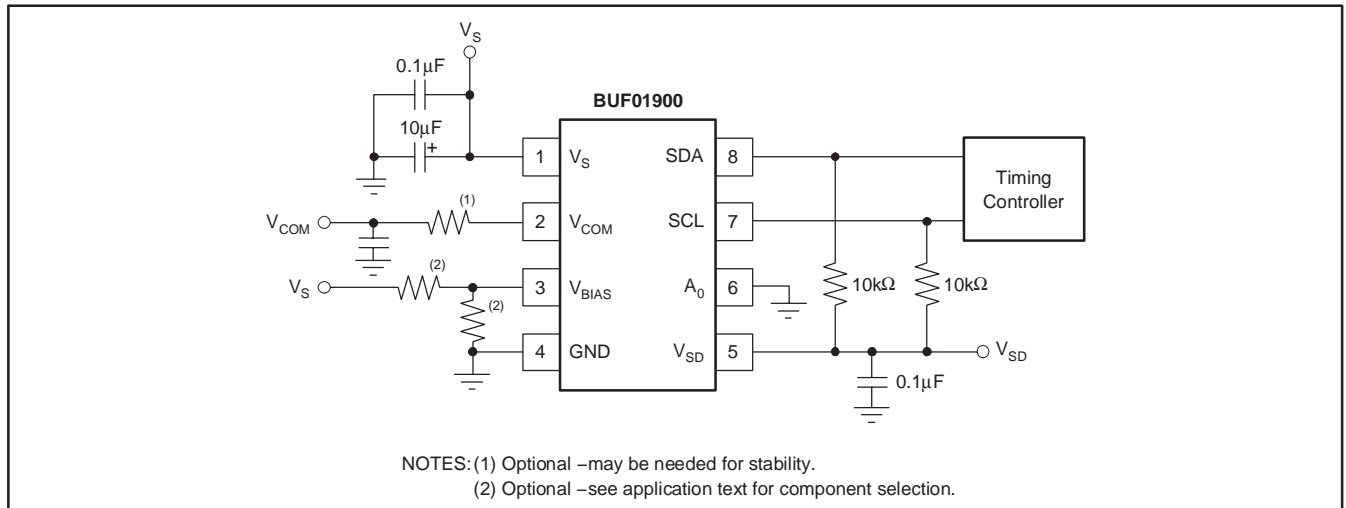 V_S
0.1μF
BUF01900
10μF
+
1 V_S SDA 8
Timing
Controller
V_COM (1) 2 V_COM SCL 7
V_S (2) 3 V_BIAS A_0 6 10kΩ 10kΩ
(2)
4 GND V_SD 5 V_SD
0.1μF
NOTES: (1) Optional −may be needed for stability.
(2) Optional −see application text for component selection.